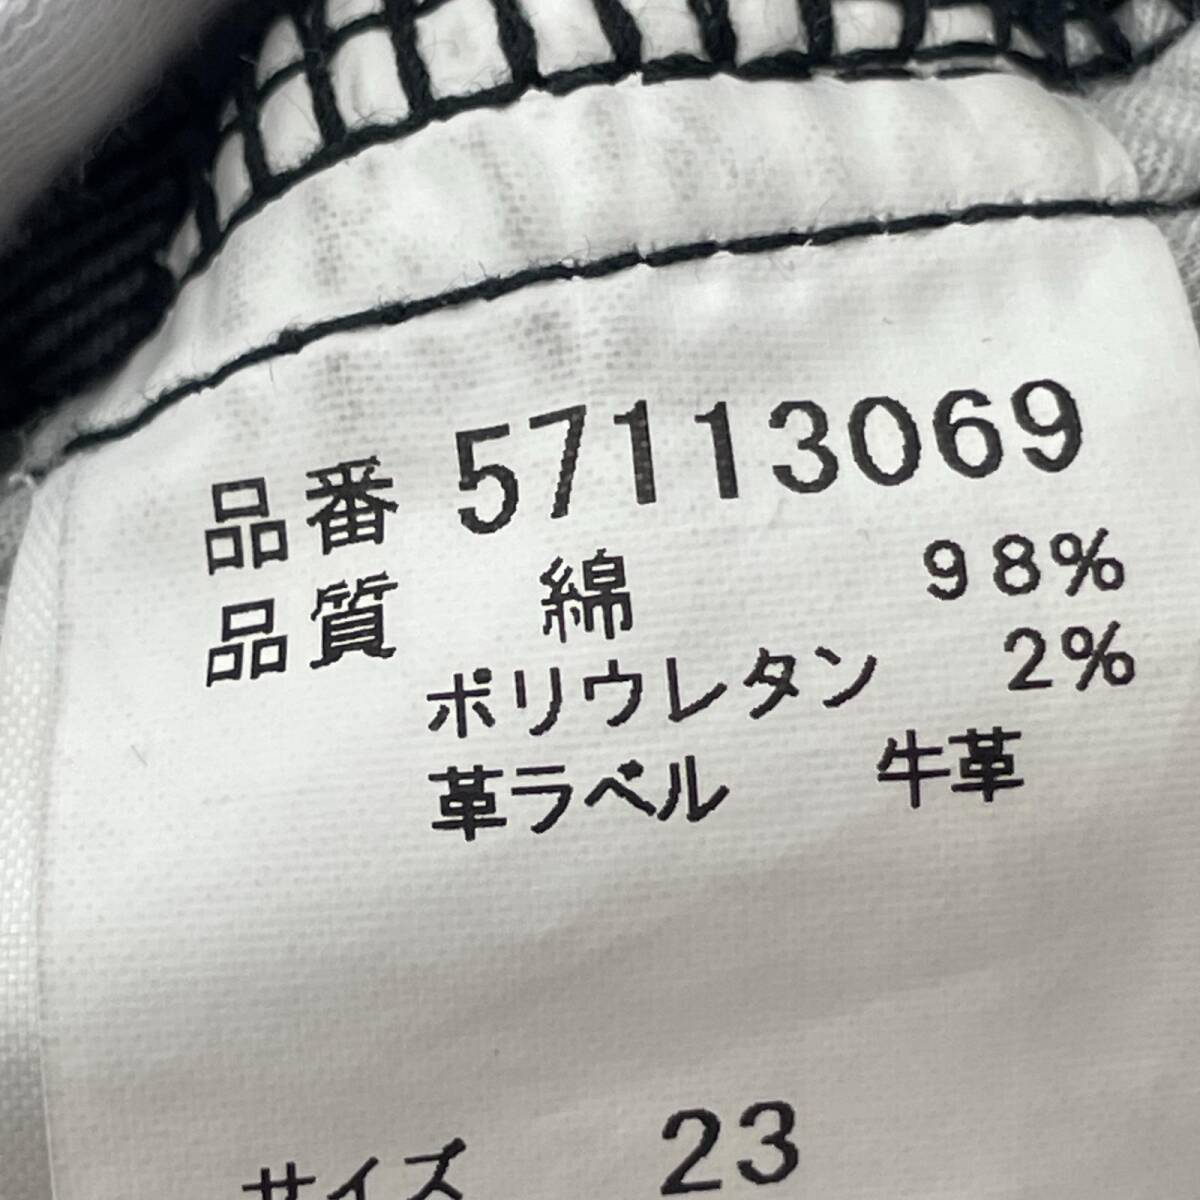 品番 57113069
品質 綿 98%
ポリウレタン 2%
革ラベル 牛革
サイズ 23